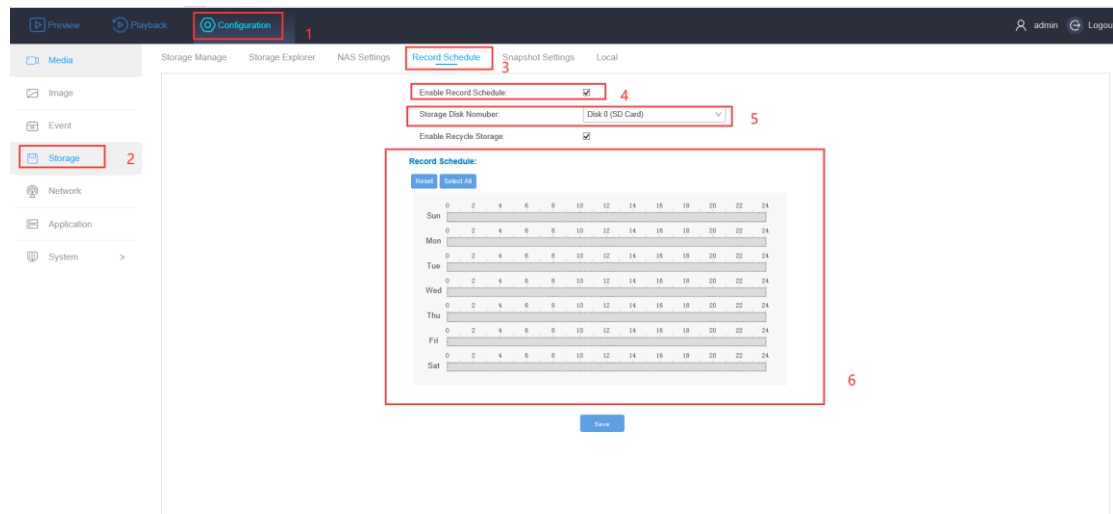 Preview Playback Configuration 1 admin Logou
Media Storage Manage Storage Explorer NAS Settings Record Schedule 3 Snapshot Settings Local
Image
Event
Storage 2
Network
Application
System >
Enable Record Schedule: 4
Storage Disk Nomuber: Disk 0 (SD Card) 5
Enable Recycle Storage:
Record Schedule:
Reset Select All
0 2 4 6 8 10 12 14 16 18 20 22 24
Sun
0 2 4 6 8 10 12 14 16 18 20 22 24
Mon
0 2 4 6 8 10 12 14 16 18 20 22 24
Tue
0 2 4 6 8 10 12 14 16 18 20 22 24
Wed
0 2 4 6 8 10 12 14 16 18 20 22 24
Thu
0 2 4 6 8 10 12 14 16 18 20 22 24
Fri
0 2 4 6 8 10 12 14 16 18 20 22 24
Sat
6
Save